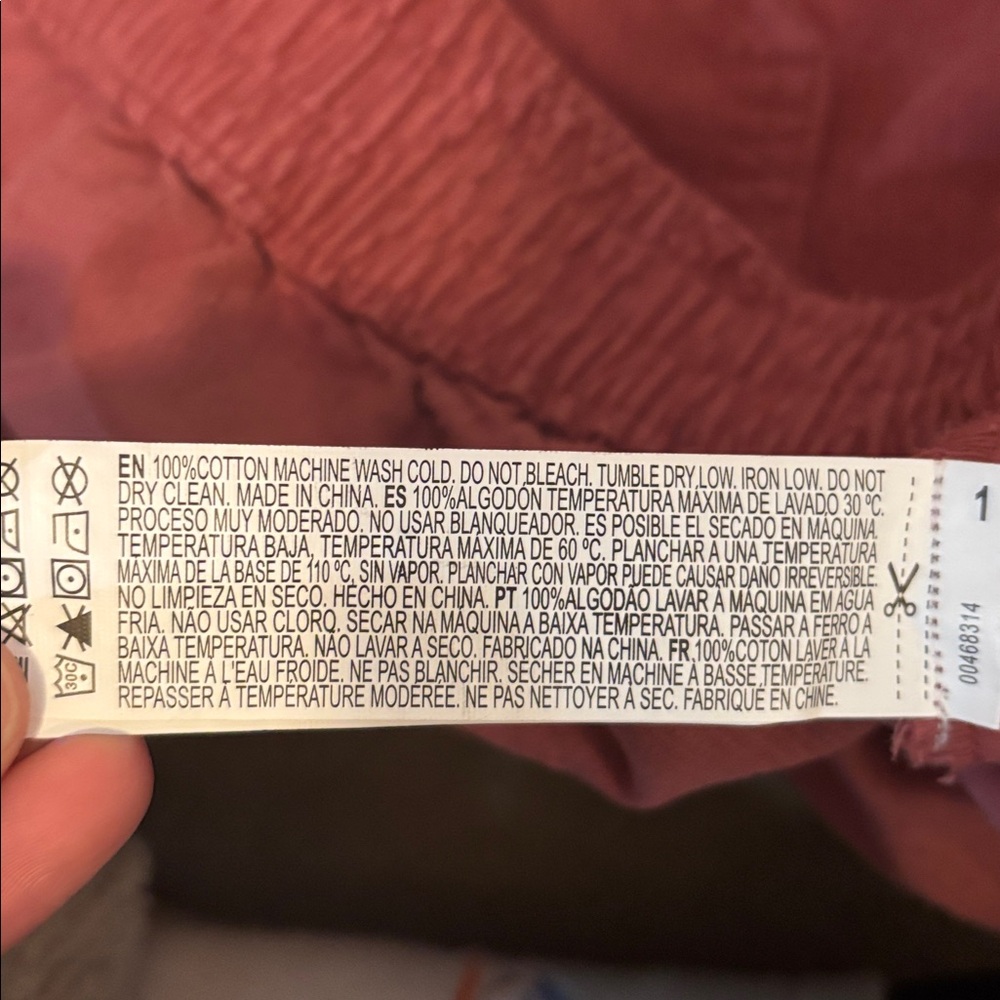 EN 100%COTTON MACHINE WASH COLD. DO NOT BLEACH. TUMBLE DRY LOW. IRON LOW. DO NOT
DRY CLEAN. MADE IN CHINA. ES 100%ALGODÓN TEMPERATURA MÁXIMA DE LAVADO 30 ºC.
PROCESO MUY MODERADO. NO USAR BLANQUEADOR. ES POSIBLE EL SECADO EN MÁQUINA.
TEMPERATURA BAJA, TEMPERATURA MÁXIMA DE 60 ºC. PLANCHAR A UNA TEMPERATURA
MÁXIMA DE LA BASE DE 110 ºC, SIN VAPOR. PLANCHAR CON VAPOR PUEDE CAUSAR DAÑO IRREVERSIBLE.
NO LIMPIEZA EN SECO. HECHO EN CHINA. PT 100%ALGODÃO LAVAR À MÁQUINA EM ÁGUA
FRIA. NÃO USAR CLORO. SECAR NA MÁQUINA A BAIXA TEMPERATURA. PASSAR A FERRO A
BAIXA TEMPERATURA. NÃO LAVAR A SECO. FABRICADO NA CHINA. FR 100%COTON LAVER À LA
MACHINE À L'EAU FROIDE. NE PAS BLANCHIR. SÉCHER EN MACHINE À BASSE TEMPÉRATURE.
REPASSER À TEMPÉRATURE MODÉRÉE. NE PAS NETTOYER À SEC. FABRIQUÉ EN CHINE.
30C
1
00468314